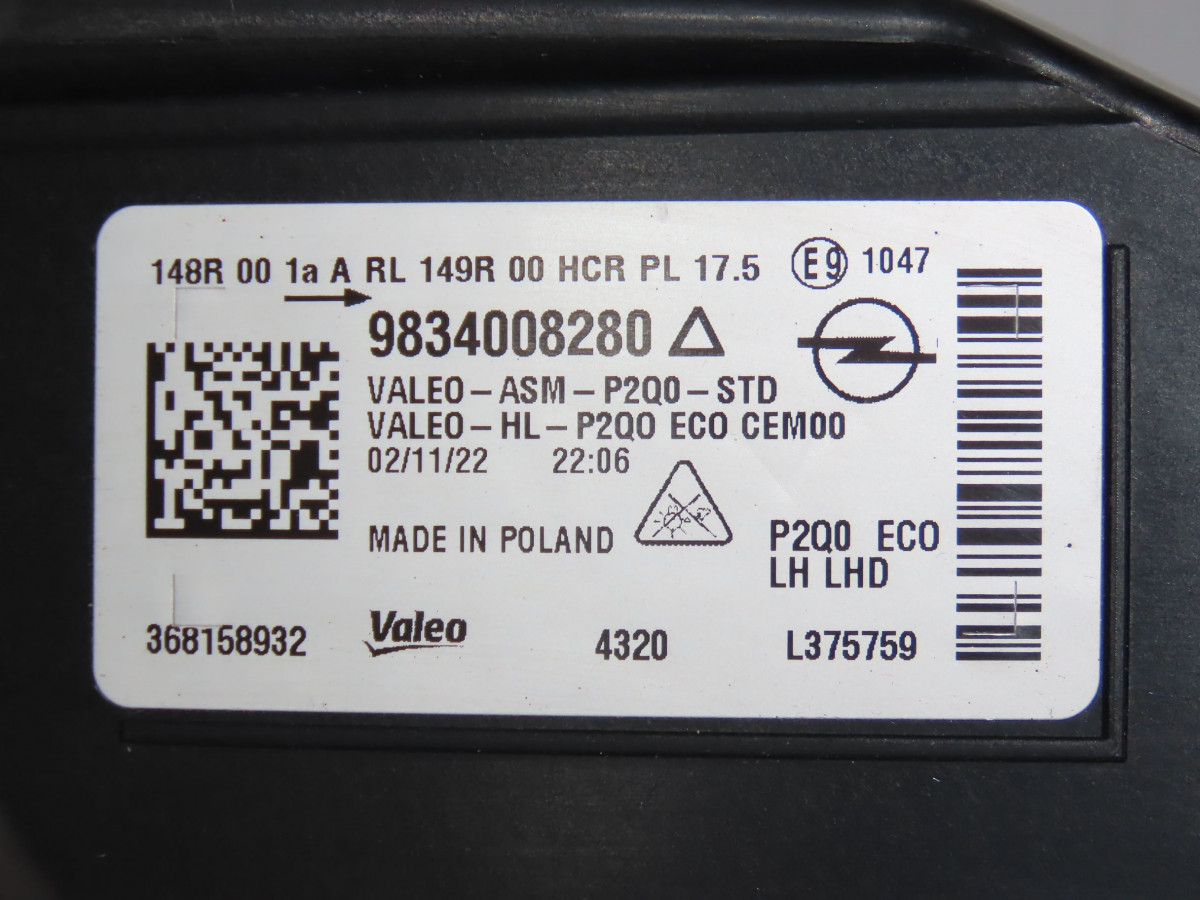 148R 00 1a A RL 149R 00 HCR PL 17.5 E9 1047
9834008280
VALEO-ASM-P2Q0-STD
VALEO-HL-P2Q0 ECO CEM00
02/11/22 22:06
MADE IN POLAND
P2Q0 ECO
LH LHD
368158932 Valeo 4320 L375759